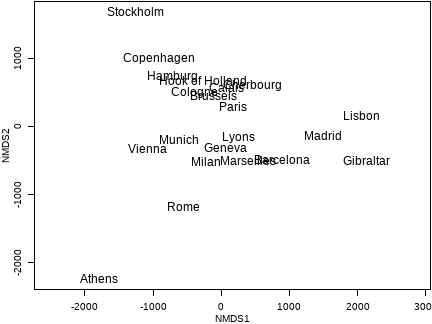 Stockholm
Copenhagen
Hamburg
Hook of Holland
Calais
Cherbourg
Cologne
Brussels
Paris
Lisbon
Madrid
Lyons
Munich
Geneva
Vienna
Milan
Marseilles
Barcelona
Gibraltar
Rome
Athens
1000
0
-1000
-2000
NMDS2
-2000
-1000
0
1000
2000
300
NMDS1